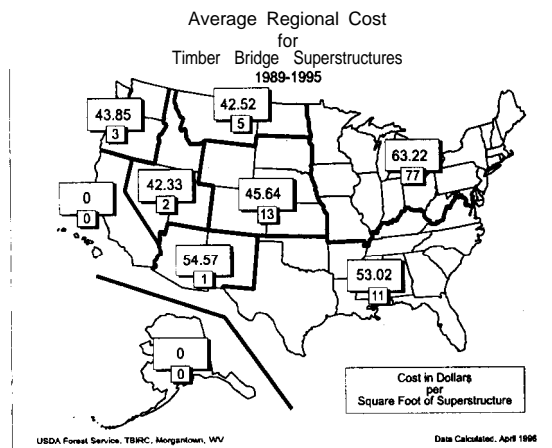 Average Regional Cost
for
Timber Bridge Superstructures
1989-1995
43.85
3
42.52
5
63.22
77
0
0
42.33
2
45.64
13
54.57
1
53.02
11
0
0
Cost in Dollars
per
Square Foot of Superstructure
USDA Forest Service, TBIRC, Morgantown, WV
Data Calculated, April 1996